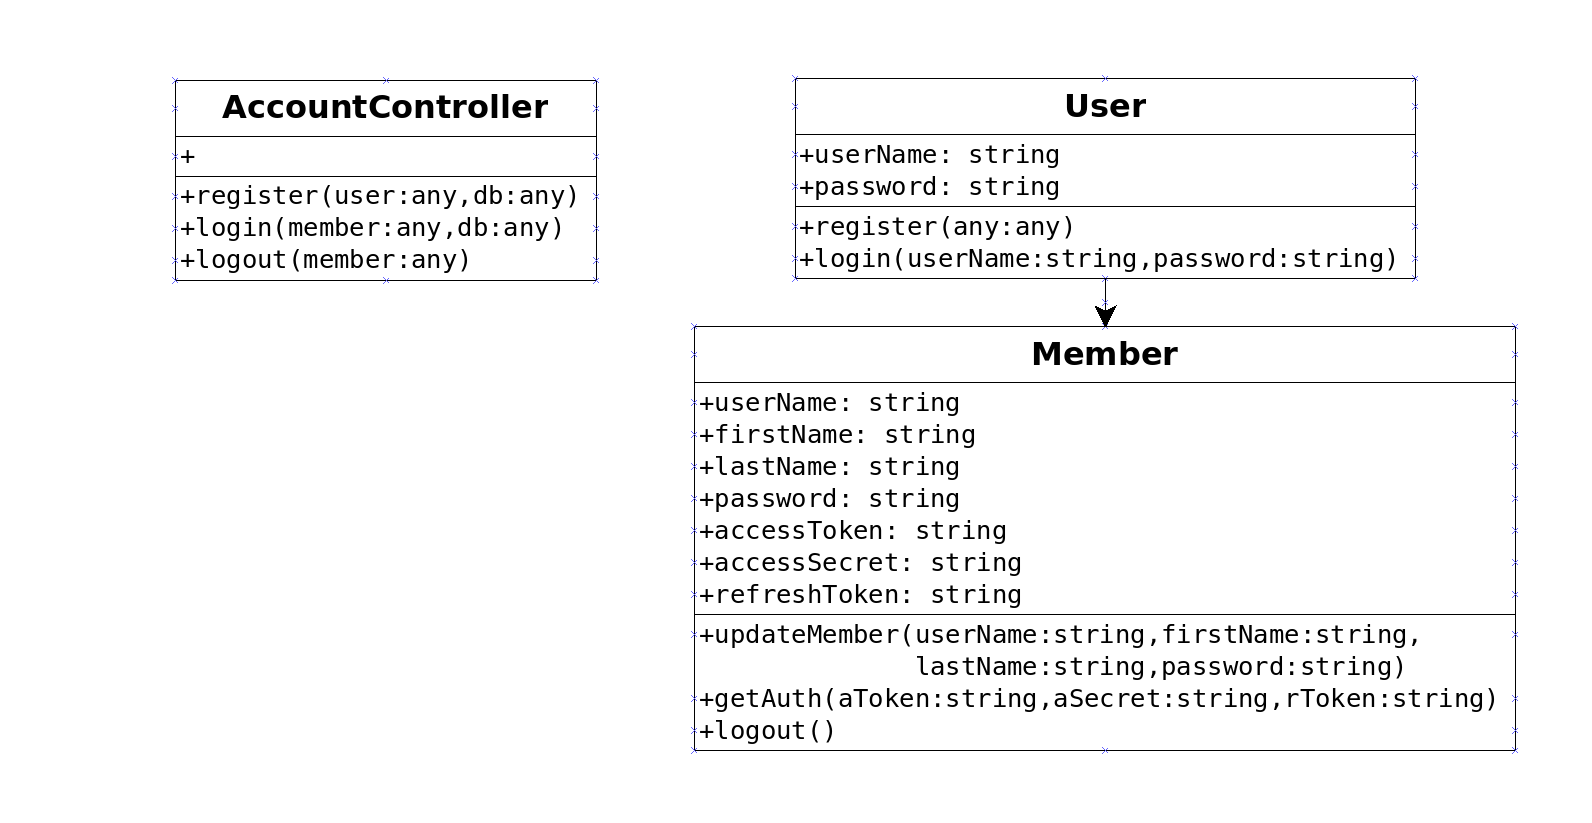 AccountController
+
+register(user:any,db:any)
+login(member:any,db:any)
+logout(member:any)
User
+userName: string
+password: string
+register(any:any)
+login(userName:string,password:string)
Member
+userName: string
+firstName: string
+lastName: string
+password: string
+accessToken: string
+accessSecret: string
+refreshToken: string
+updateMember(userName:string,firstName:string,
lastName:string,password:string)
+getAuth(aToken:string,aSecret:string,rToken:string)
+logout()